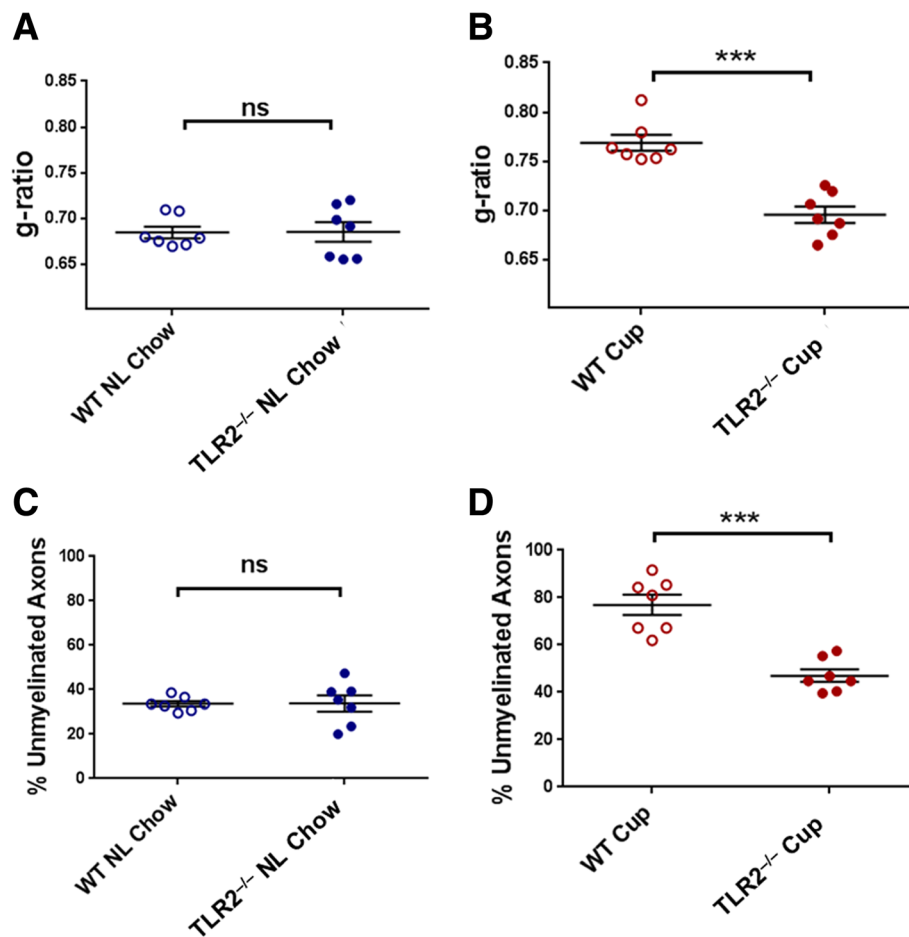 A
g-ratio
0.85
0.80
0.75
0.70
0.65
ns
WT NL Chow
TLR2⁻/⁻ NL Chow
B
g-ratio
0.85
0.80
0.75
0.70
0.65
***
WT Cup
TLR2⁻/⁻ Cup
C
% Unmyelinated Axons
100
80
60
40
20
0
ns
WT NL Chow
TLR2⁻/⁻ NL Chow
D
% Unmyelinated Axons
100
80
60
40
20
0
***
WT Cup
TLR2⁻/⁻ Cup